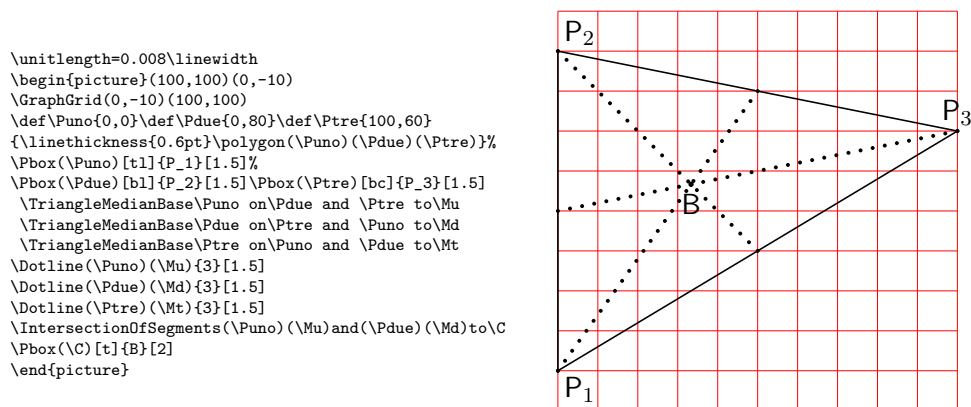 \unitlength=0.008\linewidth
\begin{picture}(100,100)(0,-10)
\GraphGrid(0,-10)(100,100)
\def\Puno{0,0}\def\Pdue{0,80}\def\Ptre{100,60}
{\linethickness{0.6pt}\polygon(\Puno)(\Pdue)(\Ptre)}%
\Pbox(\Puno)[tl]{P_1}[1.5]%
\Pbox(\Pdue)[bl]{P_2}[1.5]\Pbox(\Ptre)[bc]{P_3}[1.5]
 \TriangleMedianBase\Puno on\Pdue and \Ptre to\Mu
 \TriangleMedianBase\Pdue on\Ptre and \Puno to\Md
 \TriangleMedianBase\Ptre on\Puno and \Pdue to\Mt
\Dotline(\Puno)(\Mu){3}[1.5]
\Dotline(\Pdue)(\Md){3}[1.5]
\Dotline(\Ptre)(\Mt){3}[1.5]
\IntersectionOfSegments(\Puno)(\Mu)and(\Pdue)(\Md)to\C
\Pbox(\C)[t]{B}[2]
\end{picture}
P₂
P₃
B
P₁